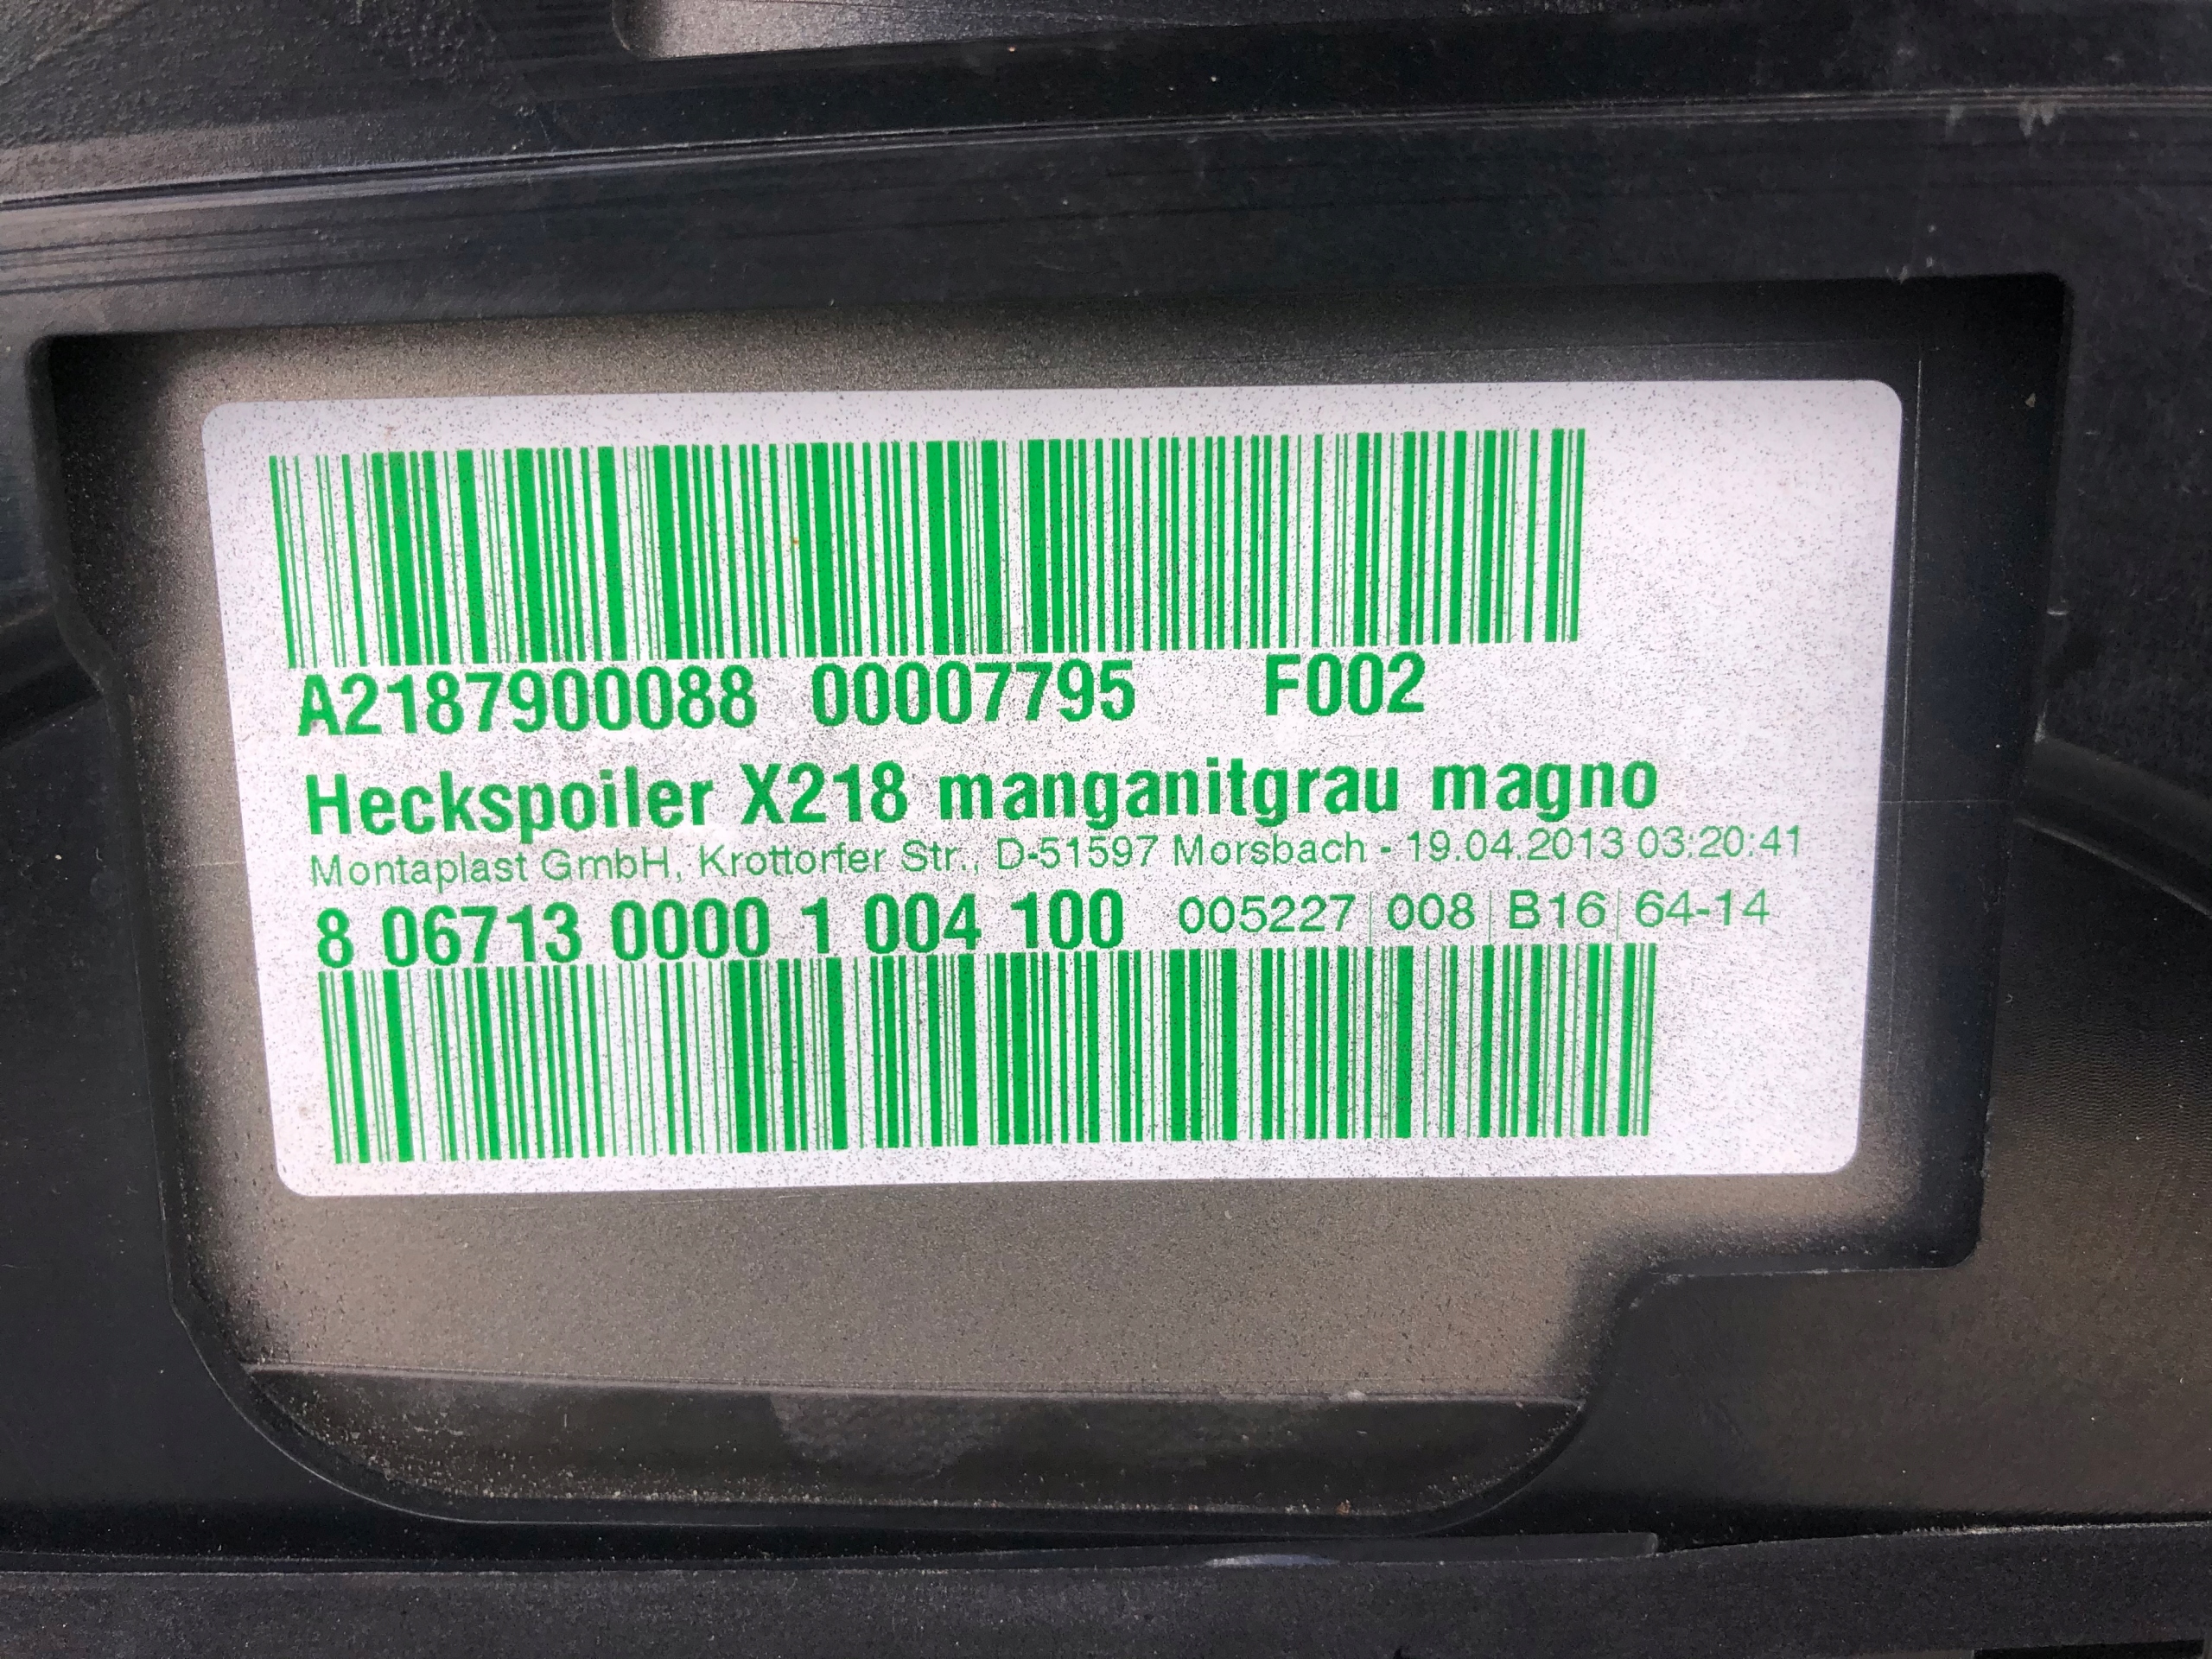 A2187900088 00007795 F002
Heckspoiler X218 manganitgrau magno
Montaplast GmbH, Krottorfer Str., D-51597 Morsbach - 19.04.2013 03:20:41
8 06713 0000 1 004 100 005227|008|B16|64-14